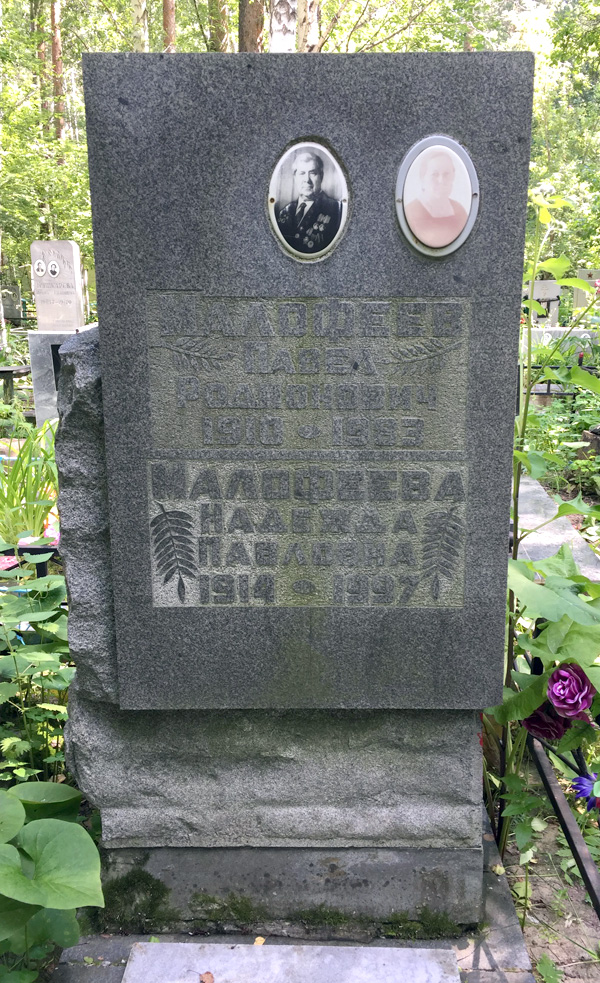 МАЛОФЕЕВ
ПАВЕЛ
РОДИОНОВИЧ
1910 1983
МАЛОФЕЕВА
НАДЕЖДА
ПАВЛОВНА
1914 1997